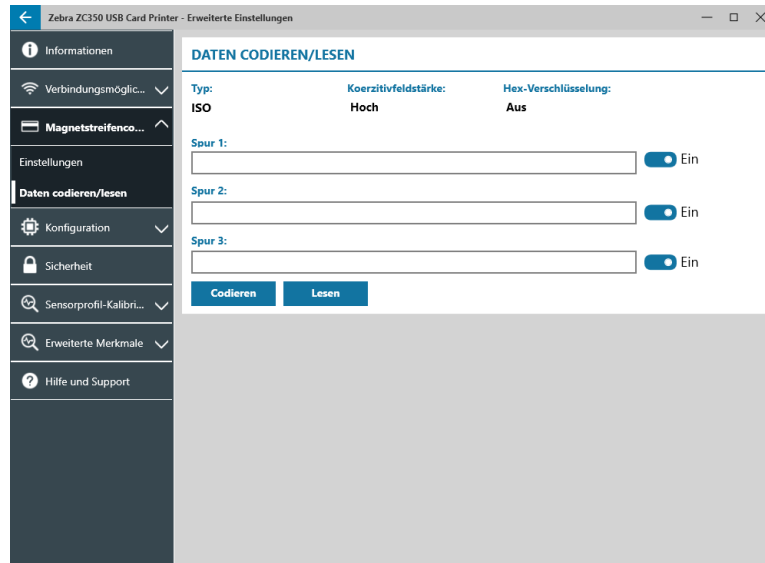 Zebra ZC350 USB Card Printer - Erweiterte Einstellungen
Informationen
Verbindungsmöglic...
Magnetstreifenco...
Einstellungen
Daten codieren/lesen
Konfiguration
Sicherheit
Sensorprofil-Kalibri...
Erweiterte Merkmale
Hilfe und Support
DATEN CODIEREN/LESEN
Typ: Koerzitivfeldstärke: Hex-Verschlüsselung:
ISO Hoch Aus
Spur 1:
Ein
Spur 2:
Ein
Spur 3:
Ein
Codieren Lesen